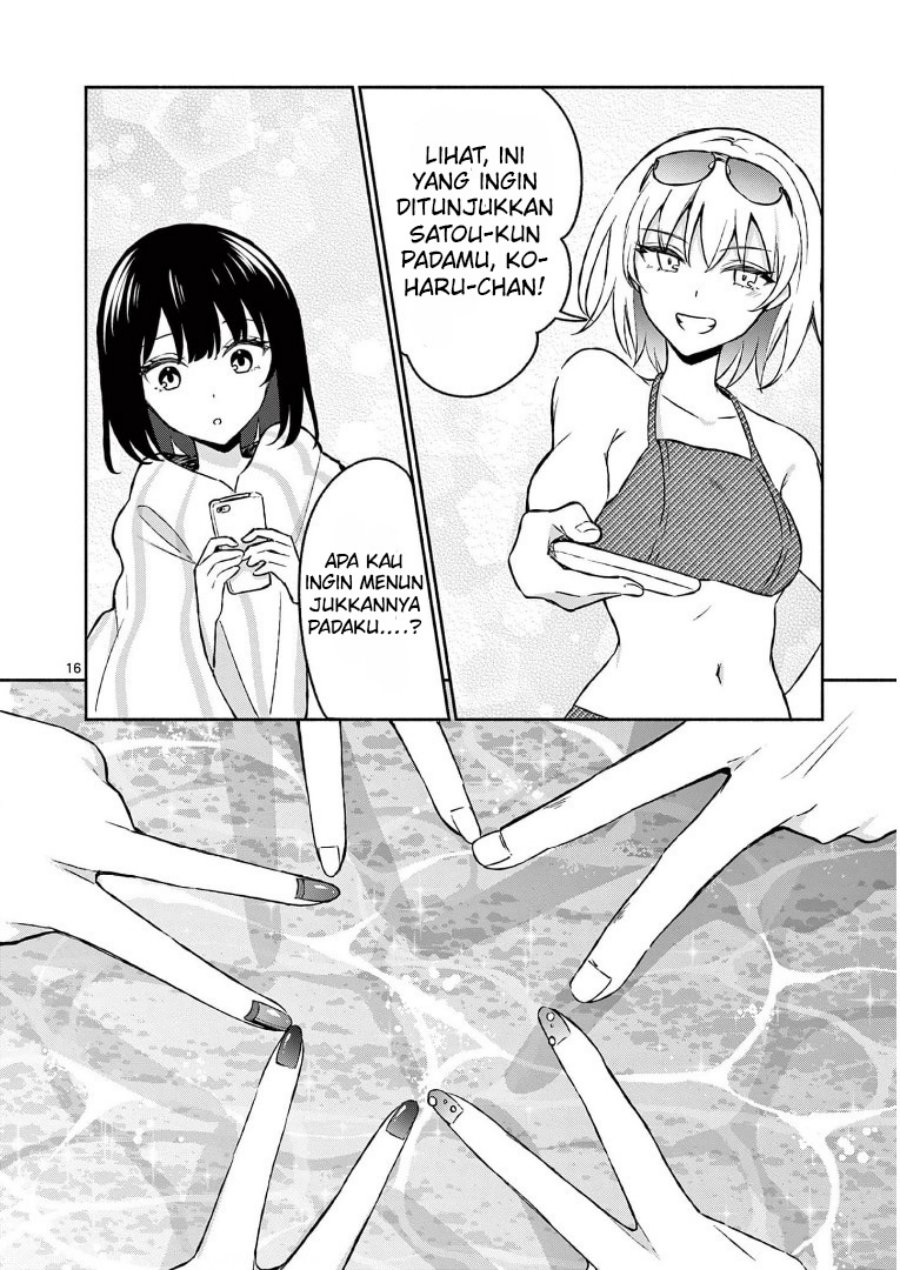 LIHAT, INI
YANG INGIN
DITUNJUKKAN
SATOU-KUN
PADAMU, KO-
HARU-CHAN!
APA KAU
INGIN MENUN
JUKKANNYA
PADAKU....?
16